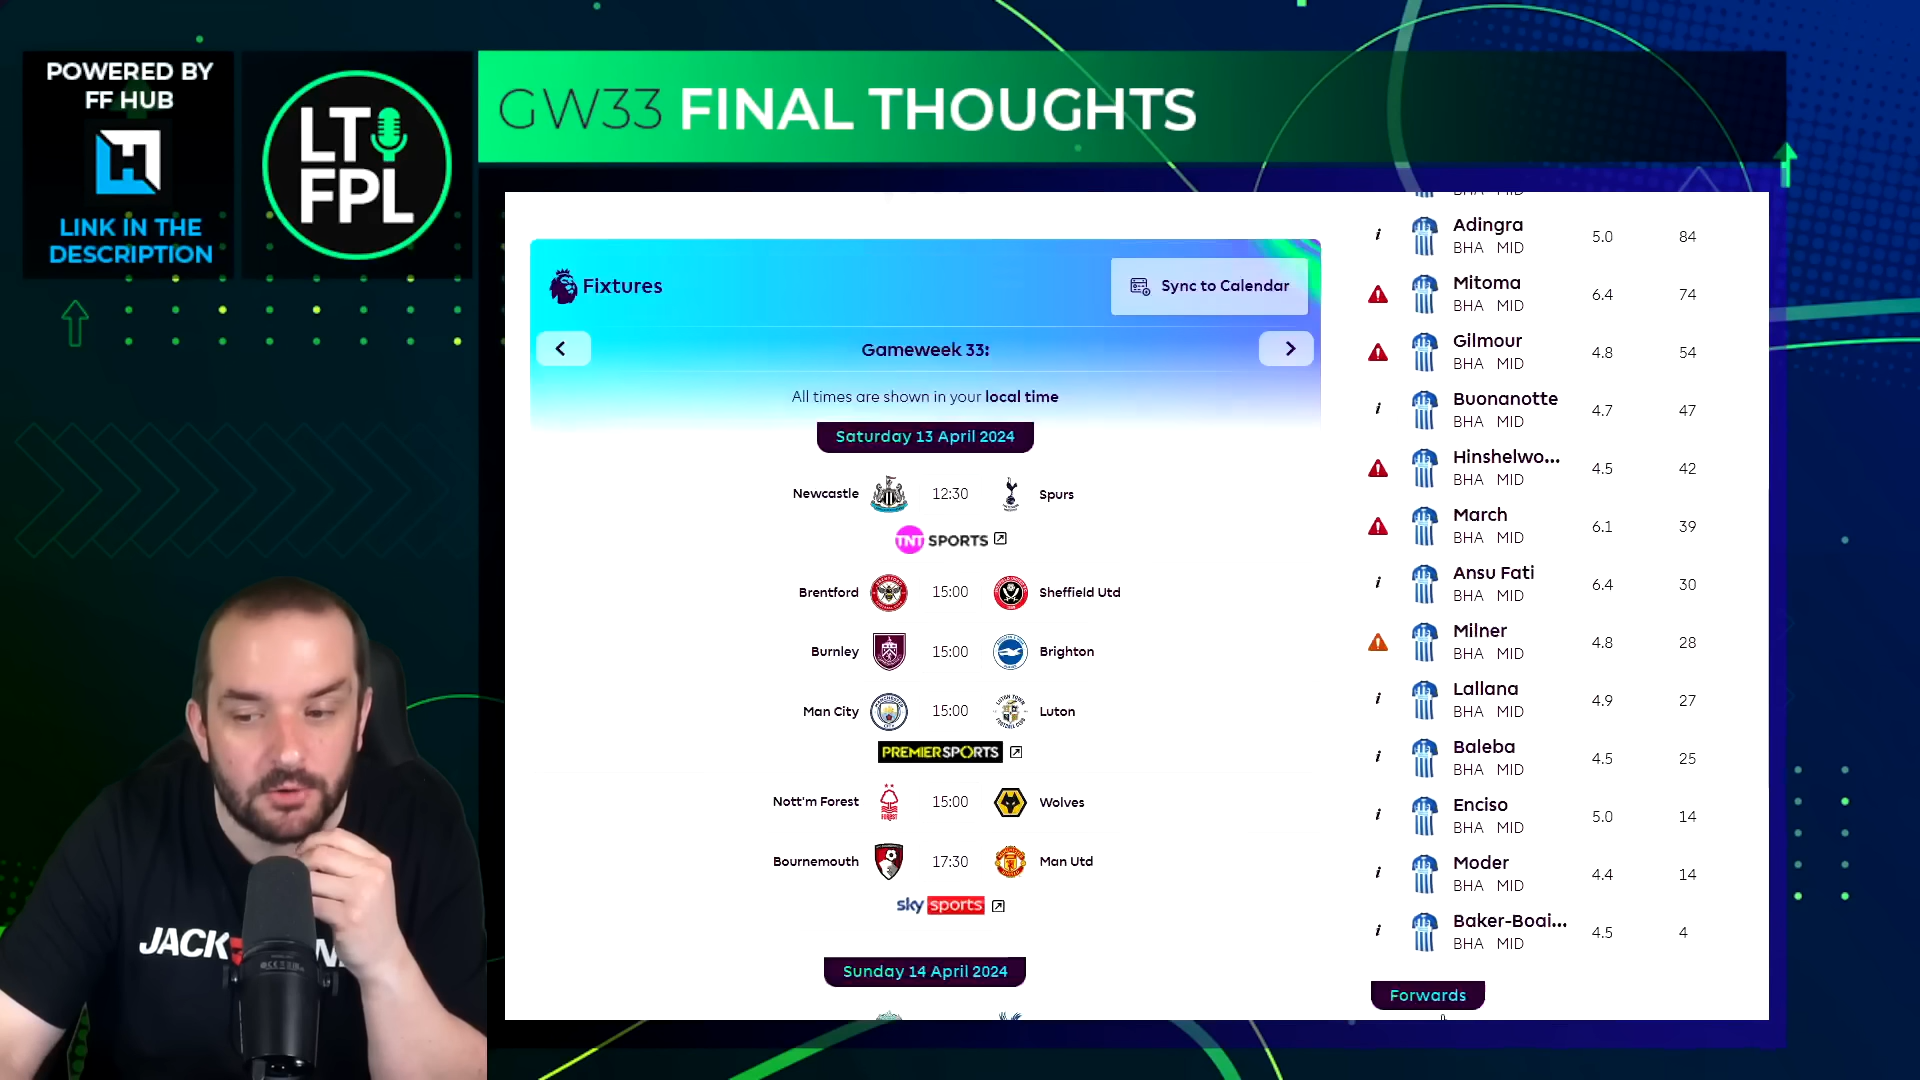 POWERED BY
FF HUB
LINK IN THE
DESCRIPTION
LT
FPL
GW33 FINAL THOUGHTS
Fixtures
Sync to Calendar
Gameweek 33:
All times are shown in your local time
Saturday 13 April 2024
Newcastle 12:30 Spurs
TNT SPORTS
Brentford 15:00 Sheffield Utd
Burnley 15:00 Brighton
Man City 15:00 Luton
PREMIER SPORTS
Nott'm Forest 15:00 Wolves
Bournemouth 17:30 Man Utd
sky sports
Sunday 14 April 2024
BHA MID
Adingra
BHA MID 5.0 84
Mitoma
BHA MID 6.4 74
Gilmour
BHA MID 4.8 54
Buonanotte
BHA MID 4.7 47
Hinshelwo...
BHA MID 4.5 42
March
BHA MID 6.1 39
Ansu Fati
BHA MID 6.4 30
Milner
BHA MID 4.8 28
Lallana
BHA MID 4.9 27
Baleba
BHA MID 4.5 25
Enciso
BHA MID 5.0 14
Moder
BHA MID 4.4 14
Baker-Boai...
BHA MID 4.5 4
Forwards
JACK